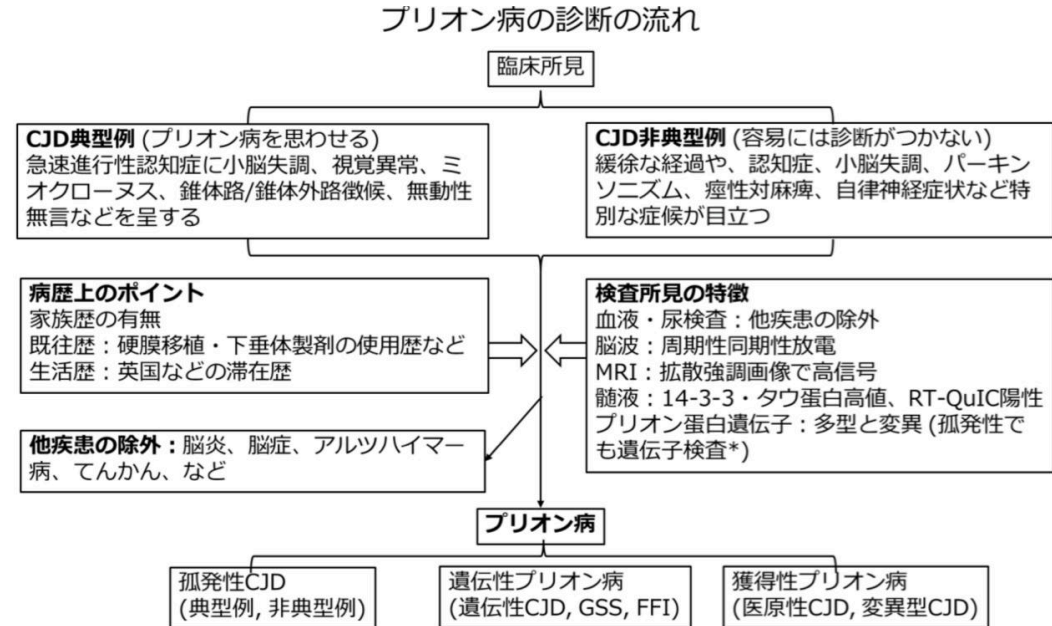 プリオン病の診断の流れ
臨床所見
CJD典型例 (プリオン病を思わせる)
急速進行性認知症に小脳失調、視覚異常、ミ
オクローヌス、錐体路/錐体外路徴候、無動性
無言などを呈する
CJD非典型例 (容易には診断がつかない)
緩徐な経過や、認知症、小脳失調、パーキン
ソニズム、痙性対麻痺、自律神経症状など特
別な症候が目立つ
病歴上のポイント
家族歴の有無
既往歴：硬膜移植・下垂体製剤の使用歴など
生活歴：英国などの滞在歴
検査所見の特徴
血液・尿検査：他疾患の除外
脳波：周期性同期性放電
MRI：拡散強調画像で高信号
髄液：14-3-3・タウ蛋白高値、RT-QuIC陽性
プリオン蛋白遺伝子：多型と変異 (孤発性で
も遺伝子検査*)
他疾患の除外：脳炎、脳症、アルツハイマー
病、てんかん、など
プリオン病
孤発性CJD
(典型例, 非典型例)
遺伝性プリオン病
(遺伝性CJD, GSS, FFI)
獲得性プリオン病
(医原性CJD, 変異型CJD)